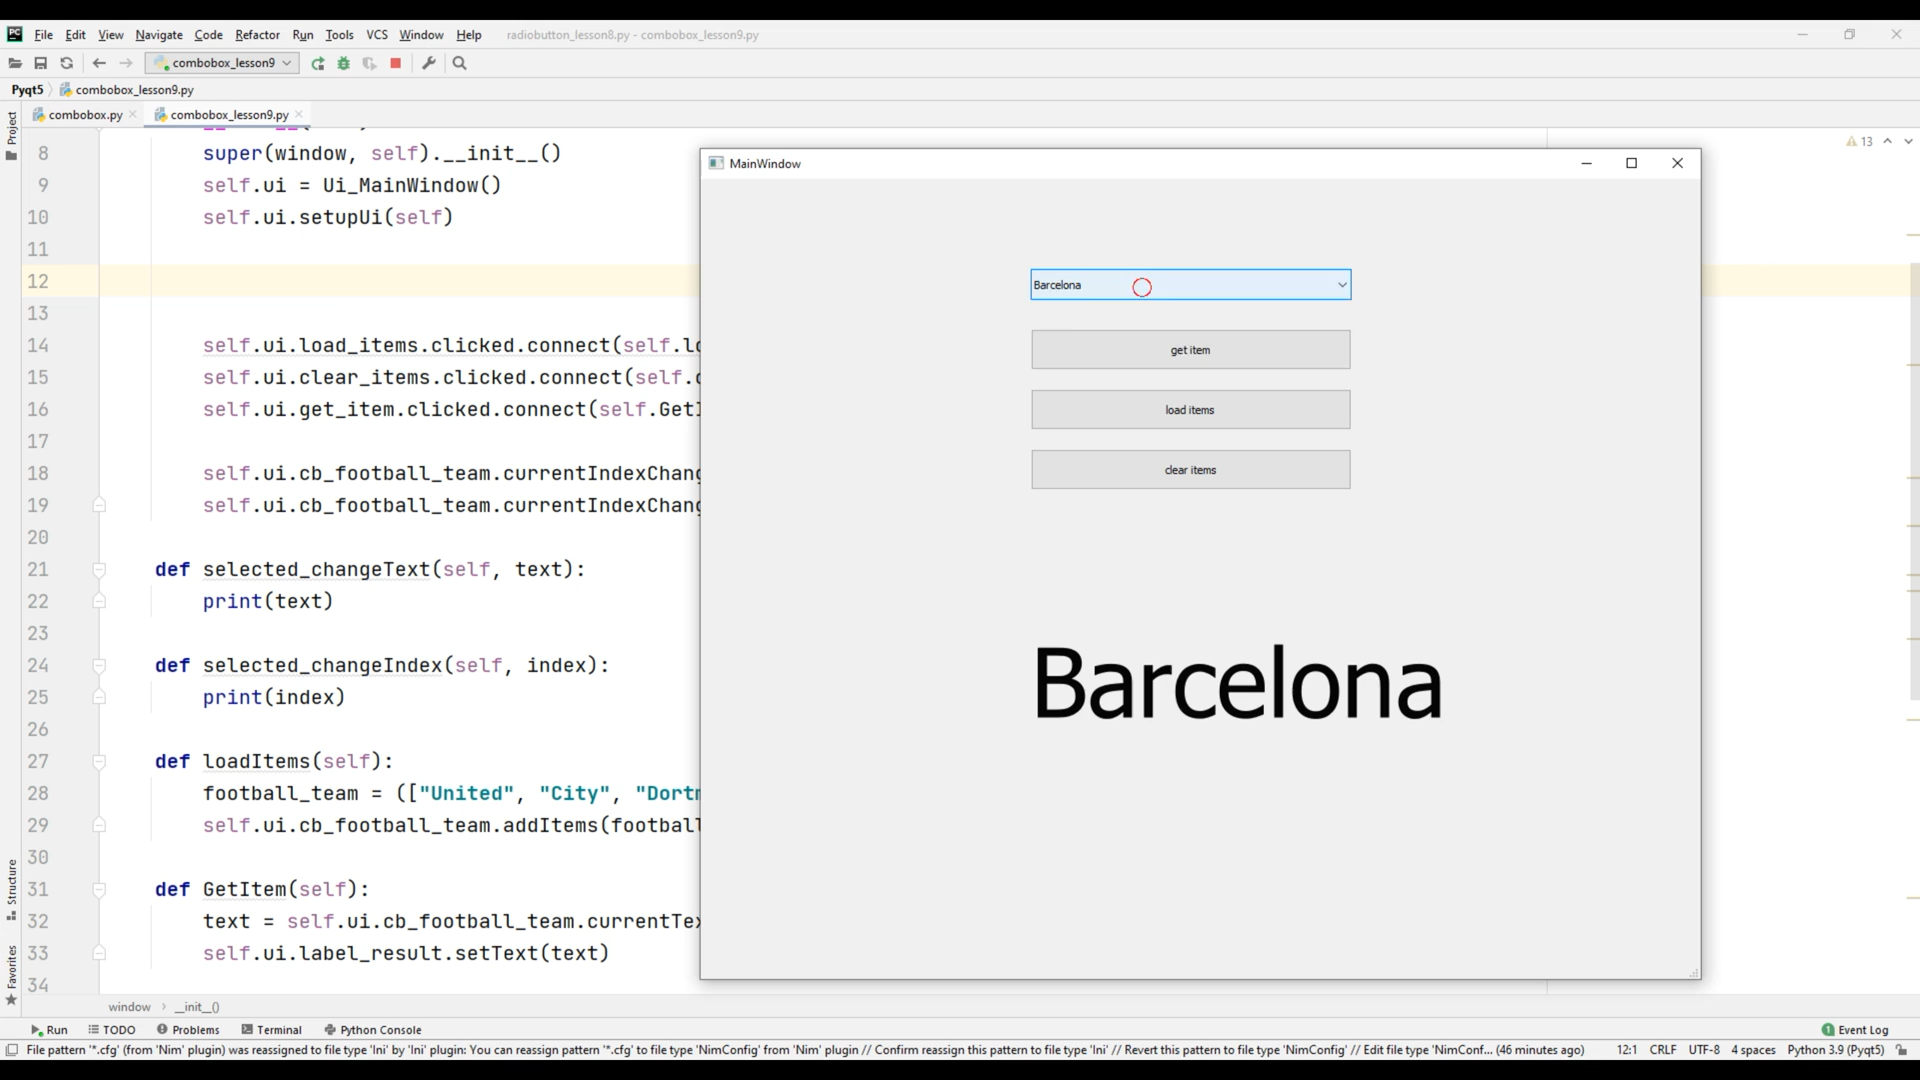 PC File Edit View Navigate Code Refactor Run Tools VCS Window Help radiobutton_lesson8.py - combobox_lesson9.py
combobox_lesson9
Pyqt5 combobox_lesson9.py
combobox.py combobox_lesson9.py
Project
13
8 super(window, self).__init__()
9 self.ui = Ui_MainWindow()
10 self.ui.setupUi(self)
11
12
13
14 self.ui.load_items.clicked.connect(self.lo
15 self.ui.clear_items.clicked.connect(self.c
16 self.ui.get_item.clicked.connect(self.GetI
17
18 self.ui.cb_football_team.currentIndexChang
19 self.ui.cb_football_team.currentIndexChang
20
21 def selected_changeText(self, text):
22 print(text)
23
24 def selected_changeIndex(self, index):
25 print(index)
26
27 def loadItems(self):
28 football_team = (["United", "City", "Dortm
29 self.ui.cb_football_team.addItems(football
30
31 def GetItem(self):
32 text = self.ui.cb_football_team.currentTex
33 self.ui.label_result.setText(text)
34
MainWindow
Barcelona
get item
load items
clear items
Barcelona
Structure
Favorites
window __init__()
Run TODO Problems Terminal Python Console 1 Event Log
File pattern '*.cfg' (from 'Nim' plugin) was reassigned to file type 'Ini' by 'Ini' plugin: You can reassign pattern '*.cfg' to file type 'NimConfig' from 'Nim' plugin // Confirm reassign this pattern to file type 'Ini' // Revert this pattern to file type 'NimConfig' // Edit file type 'NimConf... (46 minutes ago) 12:1 CRLF UTF-8 4 spaces Python 3.9 (Pyqt5)